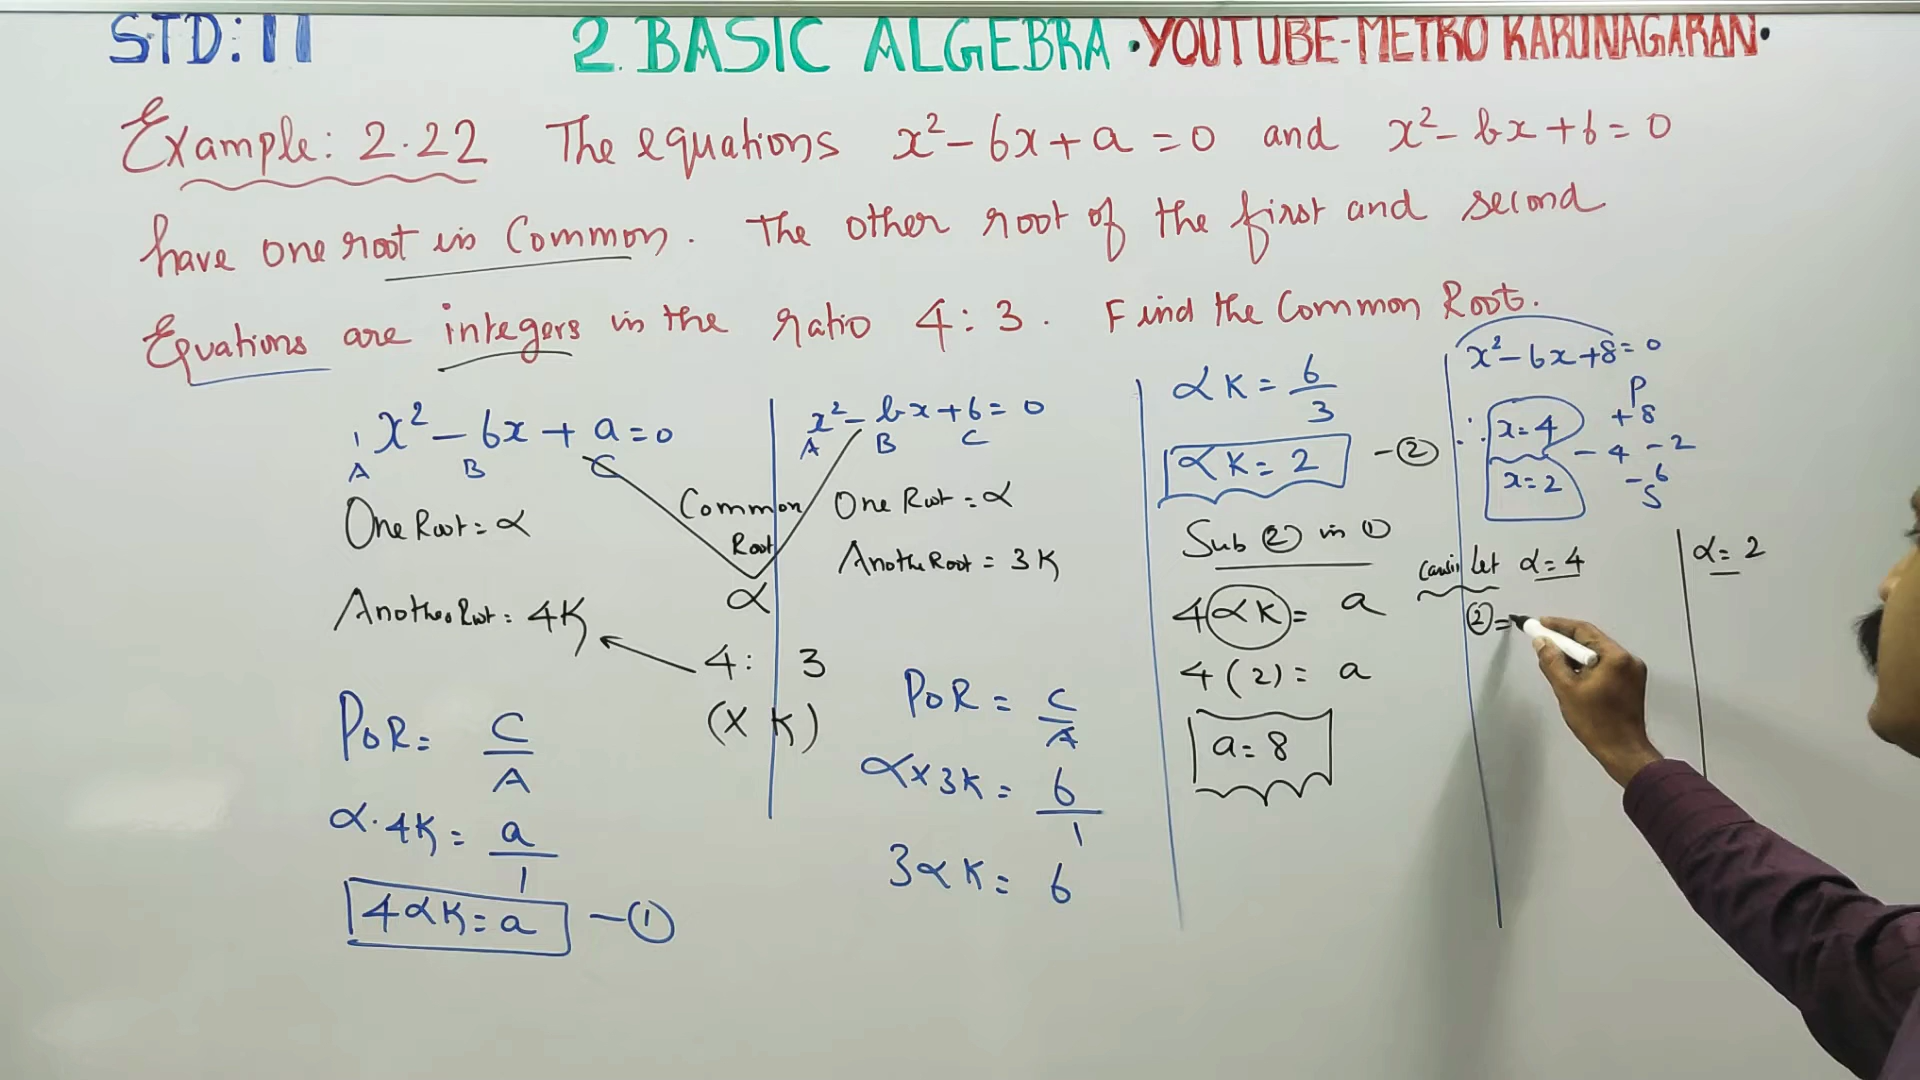 STD: 11
2. BASIC ALGEBRA • YOUTUBE-METRO KARUNAGARAN •
Example: 2.22 The equations x² - 6x + a = 0 and x² - bx + 6 = 0
have one root in Common. The other root of the first and second
Equations are integers in the ratio 4 : 3. Find the Common Root.
1 x² - 6x + a = 0
A B C
One Root = α
Another Root = 4K
POR = C/A
α . 4K = a/1
4αK = a - ①
Common
Root
α
4 : 3
(x K)
x² - bx + 6 = 0
A B C
One Root = α
Anothe Root = 3K
POR = C/A
α x 3K = 6/1
3αK = 6
αK = 6/3
αK = 2 - ②
Sub ② in ①
4αK = a
4(2) = a
a = 8
x² - 6x + 8 = 0
∴ x = 4
x = 2
P
+8
-4 -2
-6
S
Let α = 4
② =
α = 2